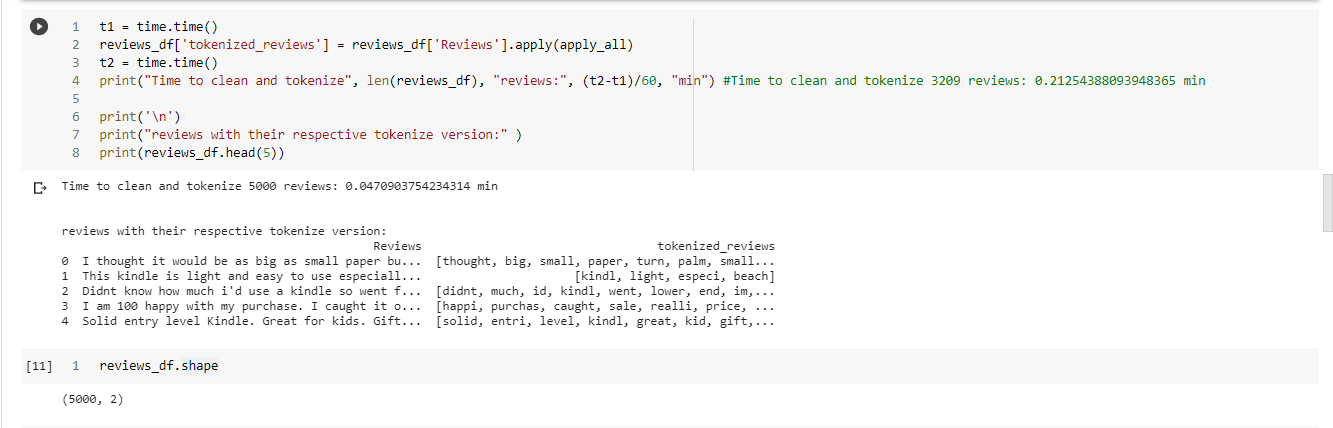 1 t1 = time.time()
2 reviews_df['tokenized_reviews'] = reviews_df['Reviews'].apply(apply_all)
3 t2 = time.time()
4 print("Time to clean and tokenize", len(reviews_df), "reviews:", (t2-t1)/60, "min") #Time to clean and tokenize 3209 reviews: 0.21254388093948365 min
5
6 print('\n')
7 print("reviews with their respective tokenize version:" )
8 print(reviews_df.head(5))
Time to clean and tokenize 5000 reviews: 0.0470903754234314 min
reviews with their respective tokenize version:
Reviews tokenized_reviews
0 I thought it would be as big as small paper bu... [thought, big, small, paper, turn, palm, small...
1 This kindle is light and easy to use especiall... [kindl, light, especi, beach]
2 Didnt know how much i'd use a kindle so went f... [didnt, much, id, kindl, went, lower, end, im,...
3 I am 100 happy with my purchase. I caught it o... [happi, purchas, caught, sale, realli, price, ...
4 Solid entry level Kindle. Great for kids. Gift... [solid, entri, level, kindl, great, kid, gift,...
[11] 1 reviews_df.shape
(5000, 2)